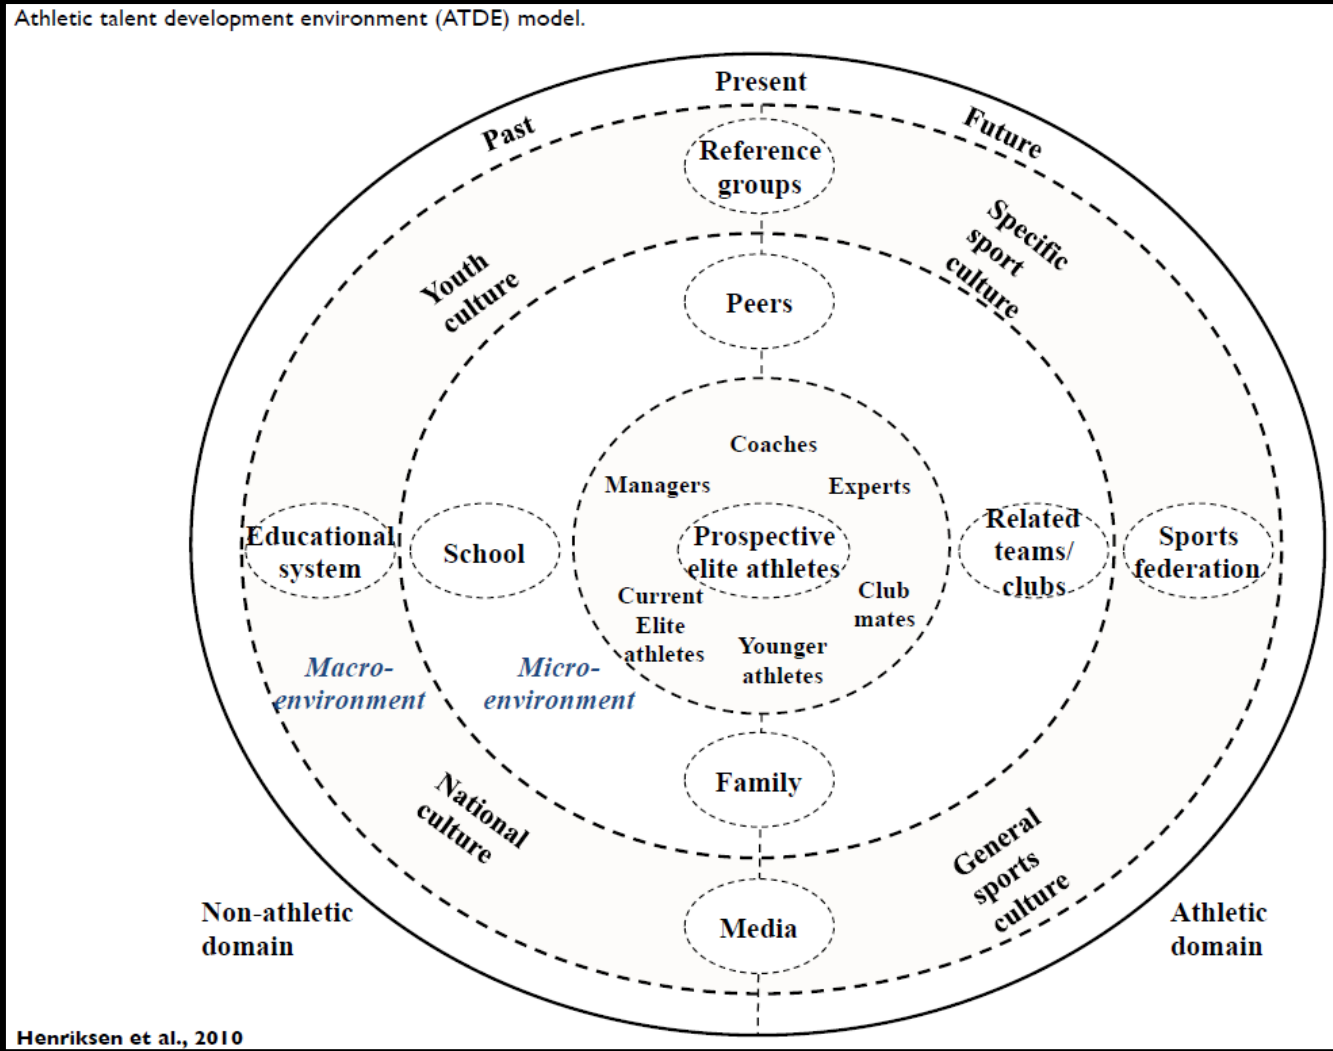 Athletic talent development environment (ATDE) model.
Present
Past
Future
Reference
groups
Youth
culture
Specific
sport
culture
Peers
Coaches
Managers
Experts
Educational
system
School
Prospective
elite athletes
Related
teams/
clubs
Sports
federation
Current
Elite
athletes
Younger
athletes
Club
mates
Macro-
environment
Micro-
environment
Family
National
culture
General
sports
culture
Media
Non-athletic
domain
Athletic
domain
Henriksen et al., 2010